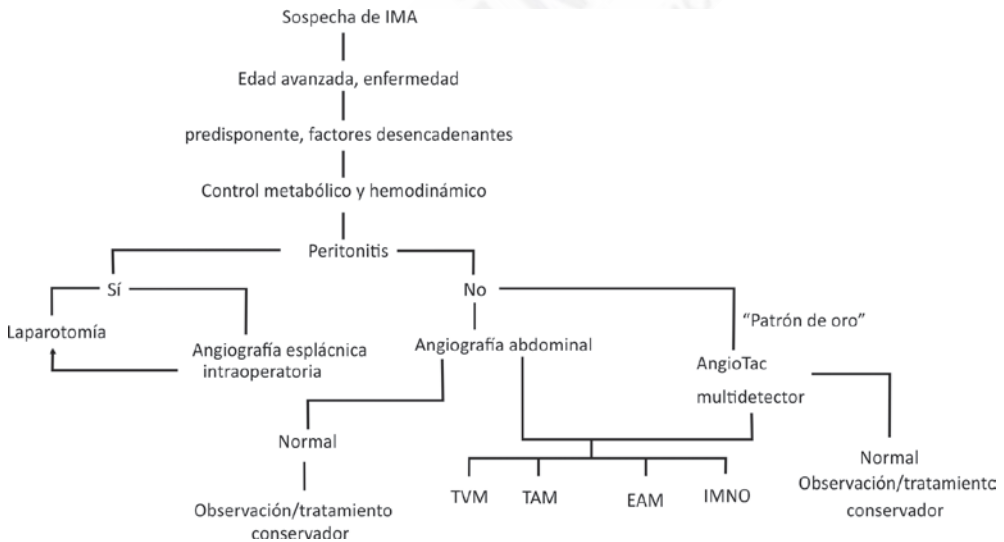 Sospecha de IMA
Edad avanzada, enfermedad
predisponente, factores desencadenantes
Control metabólico y hemodinámico
Peritonitis
Sí
No
Laparotomía
Angiografía esplácnica
intraoperatoria
Angiografía abdominal
“Patrón de oro”
AngioTac
multidetector
Normal
Observación/tratamiento
conservador
TVM
TAM
EAM
IMNO
Normal
Observación/tratamiento
conservador